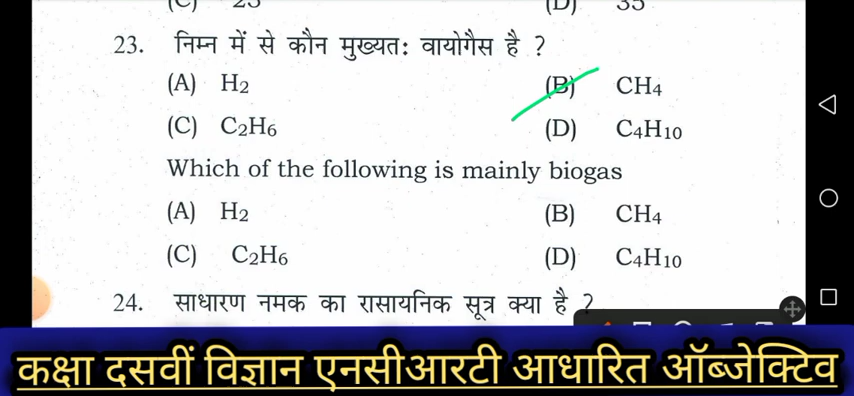 23. निम्न में से कौन मुख्यतः वायोगैस है ?
(A) H2 (B) CH4
(C) C2H6 (D) C4H10
Which of the following is mainly biogas
(A) H2 (B) CH4
(C) C2H6 (D) C4H10
24. साधारण नमक का रासायनिक सूत्र क्या है ?
कक्षा दसवीं विज्ञान एनसीआरटी आधारित ऑब्जेक्टिव